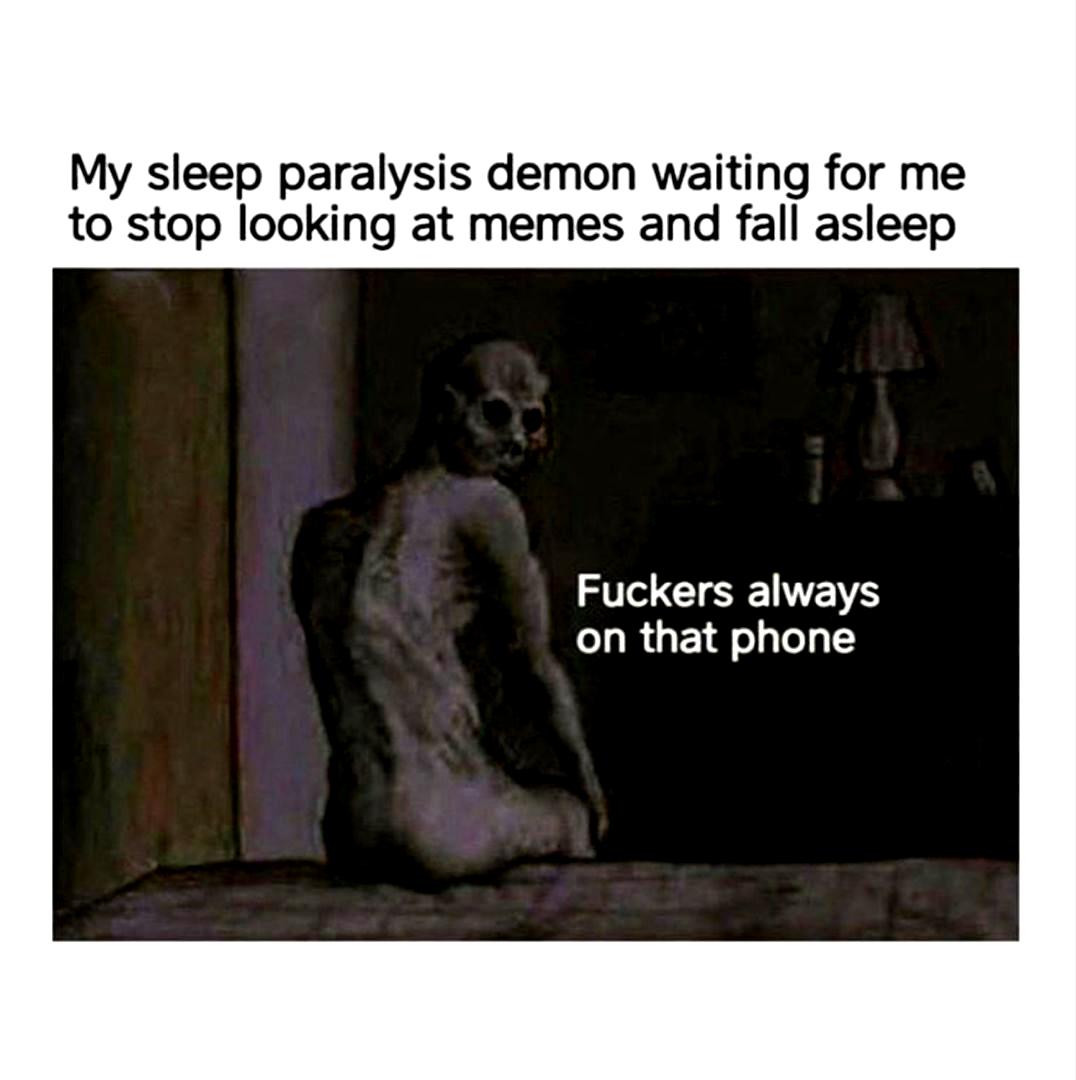 My sleep paralysis demon waiting for me
to stop looking at memes and fall asleep
Fuckers always
on that phone